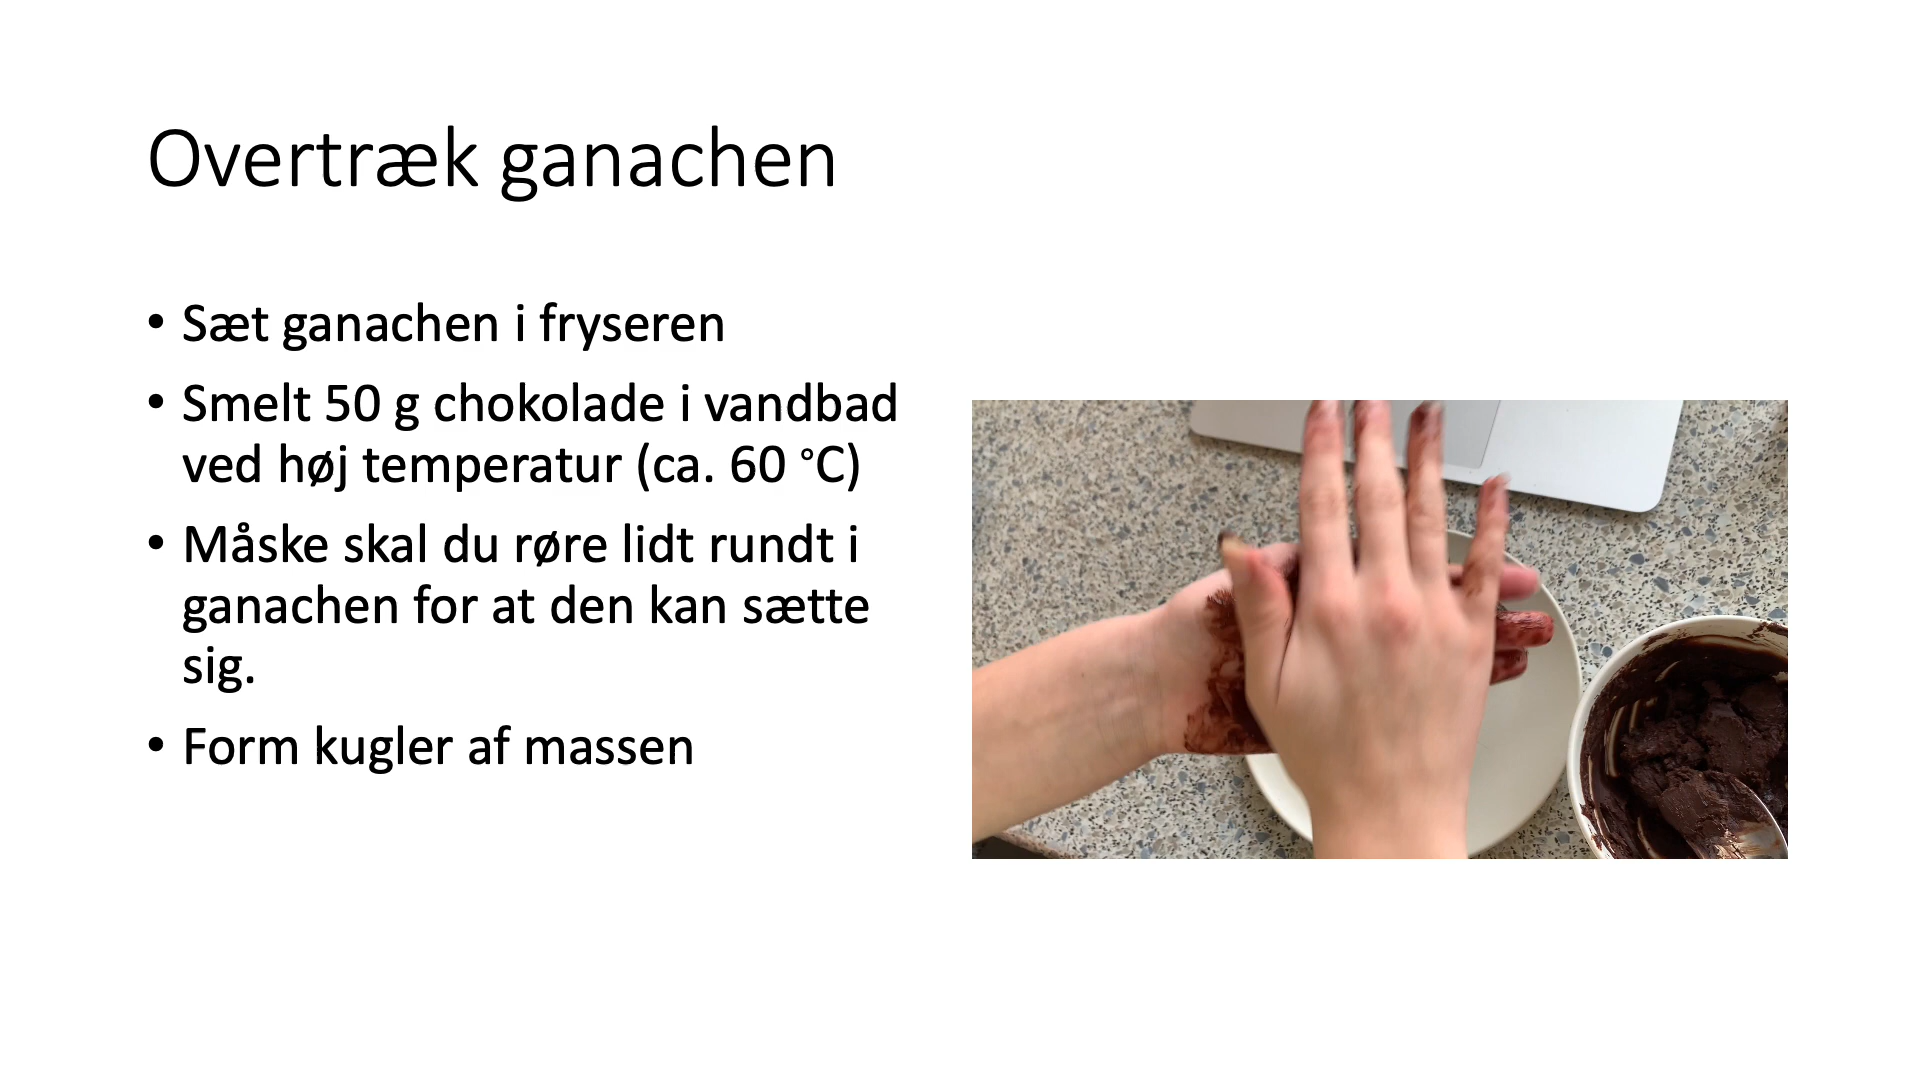 Overtræk ganachen
• Sæt ganachen i fryseren
• Smelt 50 g chokolade i vandbad
ved høj temperatur (ca. 60 °C)
• Måske skal du røre lidt rundt i
ganachen for at den kan sætte
sig.
• Form kugler af massen